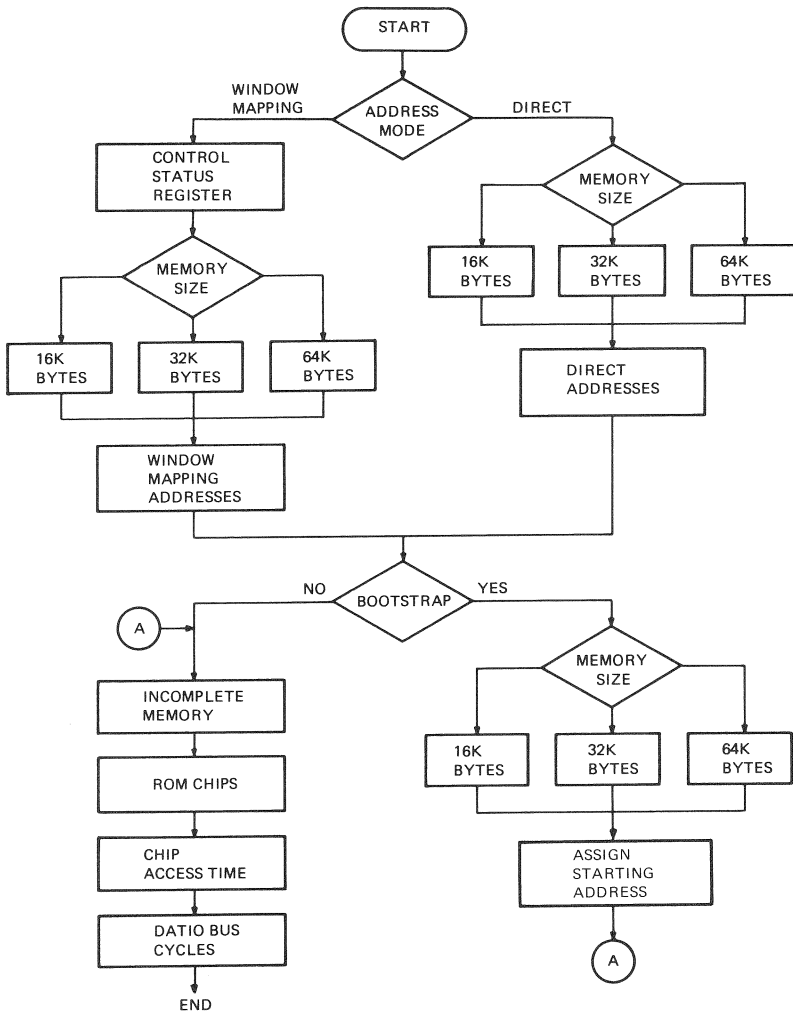 START
WINDOW
MAPPING
ADDRESS
MODE
DIRECT
CONTROL
STATUS
REGISTER
MEMORY
SIZE
16K
BYTES
32K
BYTES
64K
BYTES
WINDOW
MAPPING
ADDRESSES
MEMORY
SIZE
16K
BYTES
32K
BYTES
64K
BYTES
DIRECT
ADDRESSES
BOOTSTRAP
NO
YES
A
INCOMPLETE
MEMORY
ROM CHIPS
CHIP
ACCESS TIME
DATIO BUS
CYCLES
END
MEMORY
SIZE
16K
BYTES
32K
BYTES
64K
BYTES
ASSIGN
STARTING
ADDRESS
A